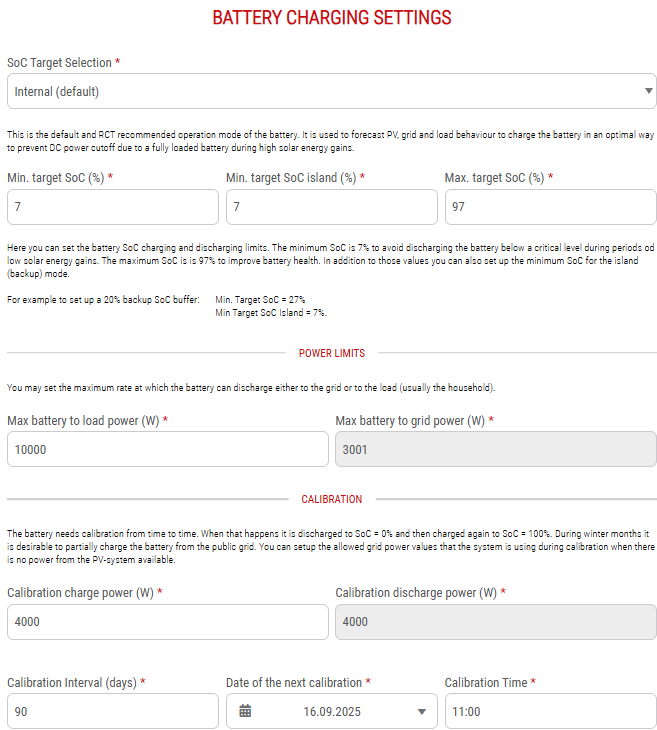 BATTERY CHARGING SETTINGS
SoC Target Selection *
Internal (default)
This is the default and RCT recommended operation mode of the battery. It is used to forecast PV, grid and load behaviour to charge the battery in an optimal way
to prevent DC power cutoff due to a fully loaded battery during high solar energy gains.
Min. target SoC (%) * Min. target SoC island (%) * Max. target SoC (%) *
7 7 97
Here you can set the battery SoC charging and discharging limits. The minimum SoC is 7% to avoid discharging the battery below a critical level during periods od
low solar energy gains. The maximum SoC is is 97% to improve battery health. In addition to those values you can also set up the minimum SoC for the island
(backup) mode.
For example to set up a 20% backup SoC buffer: Min. Target SoC = 27%
Min Target SoC Island = 7%.
POWER LIMITS
You may set the maximum rate at which the battery can discharge either to the grid or to the load (usually the household).
Max battery to load power (W) * Max battery to grid power (W) *
10000 3001
CALIBRATION
The battery needs calibration from time to time. When that happens it is discharged to SoC = 0% and then charged again to SoC = 100%. During winter months it
is desirable to partially charge the battery from the public grid. You can setup the allowed grid power values that the system is using during calibration when there
is no power from the PV-system available.
Calibration charge power (W) * Calibration discharge power (W) *
4000 4000
Calibration Interval (days) * Date of the next calibration * Calibration Time *
90 16.09.2025 11:00